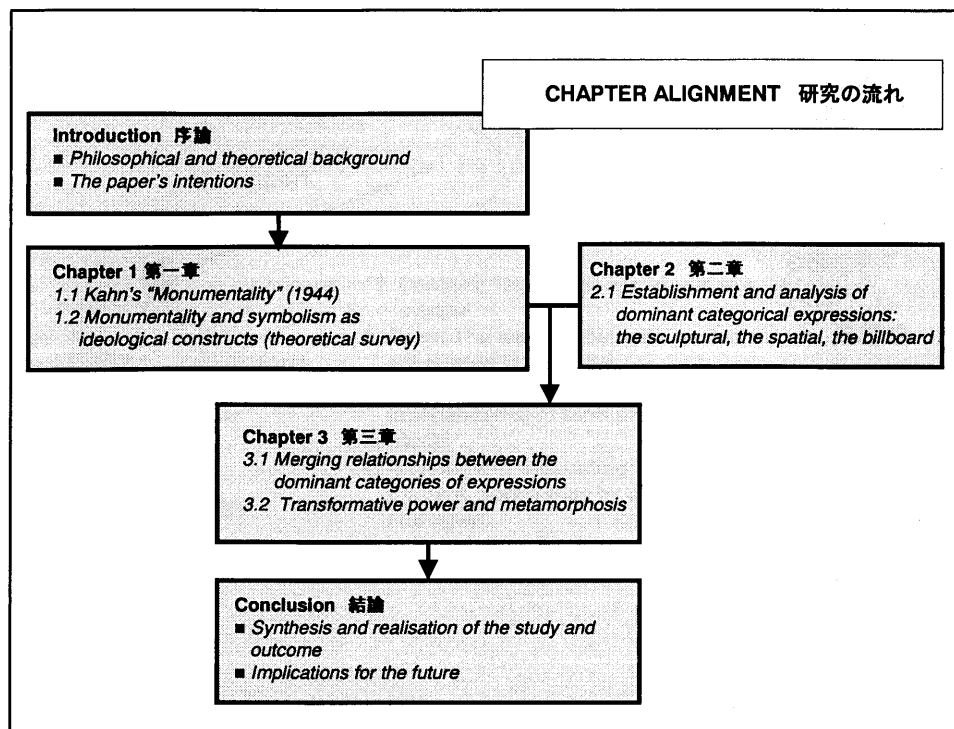 CHAPTER ALIGNMENT 研究の流れ
Introduction 序論
■ Philosophical and theoretical background
■ The paper's intentions
Chapter 1 第一章
1.1 Kahn's "Monumentality" (1944)
1.2 Monumentality and symbolism as
ideological constructs (theoretical survey)
Chapter 2 第二章
2.1 Establishment and analysis of
dominant categorical expressions:
the sculptural, the spatial, the billboard
Chapter 3 第三章
3.1 Merging relationships between the
dominant categories of expressions
3.2 Transformative power and metamorphosis
Conclusion 結論
■ Synthesis and realisation of the study and
outcome
■ Implications for the future